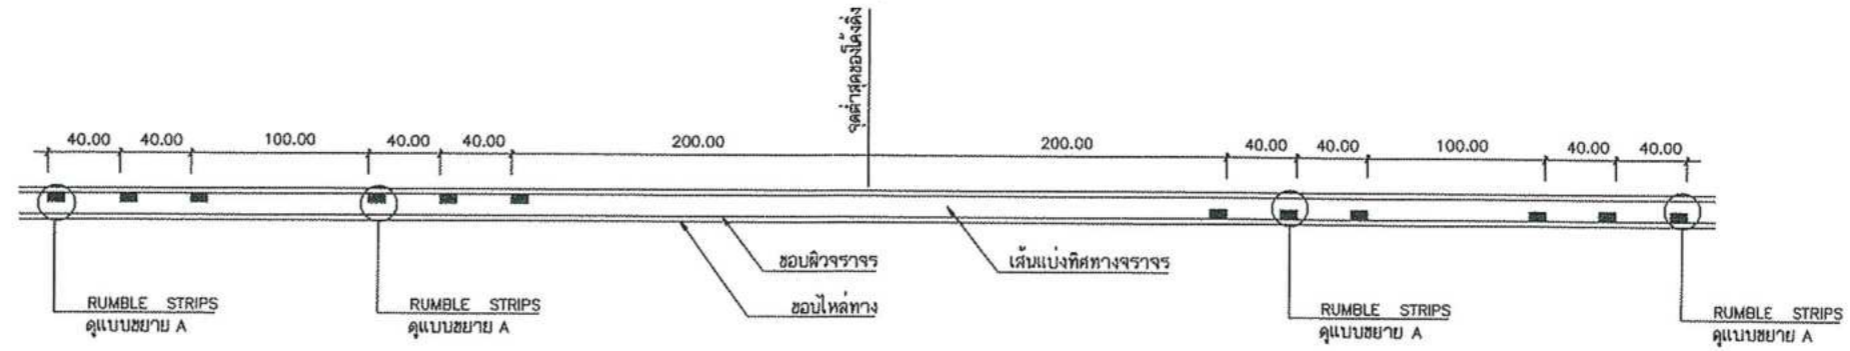 จุดต่ำสุดของโค้งดิ่ง
40.00 40.00 100.00 40.00 40.00 200.00 200.00 40.00 40.00 100.00 40.00 40.00
ขอบผิวจราจร
เส้นแบ่งทิศทางจราจร
ขอบไหล่ทาง
RUMBLE STRIPS
ดูแบบขยาย A
RUMBLE STRIPS
ดูแบบขยาย A
RUMBLE STRIPS
ดูแบบขยาย A
RUMBLE STRIPS
ดูแบบขยาย A